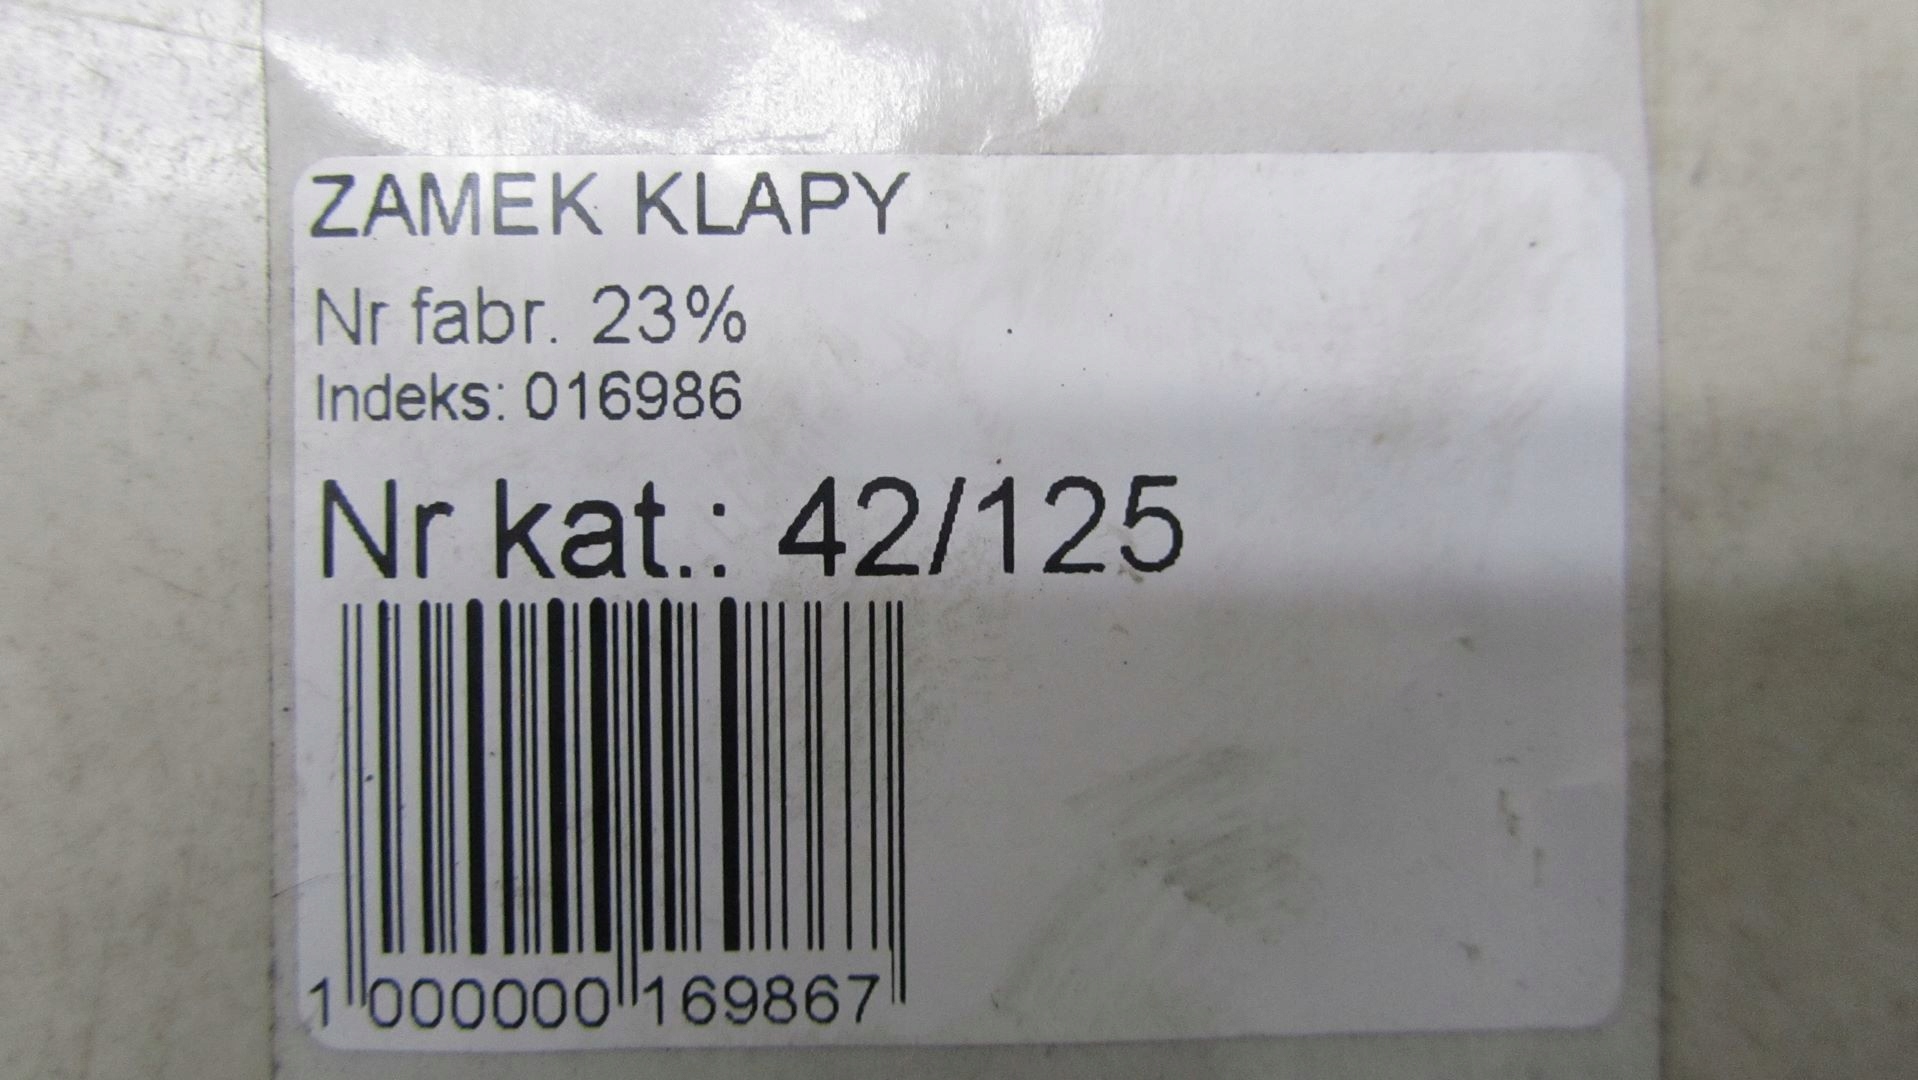 ZAMEK KLAPY
Nr fabr. 23%
Indeks: 016986
Nr kat.: 42/125
1 000000 169867